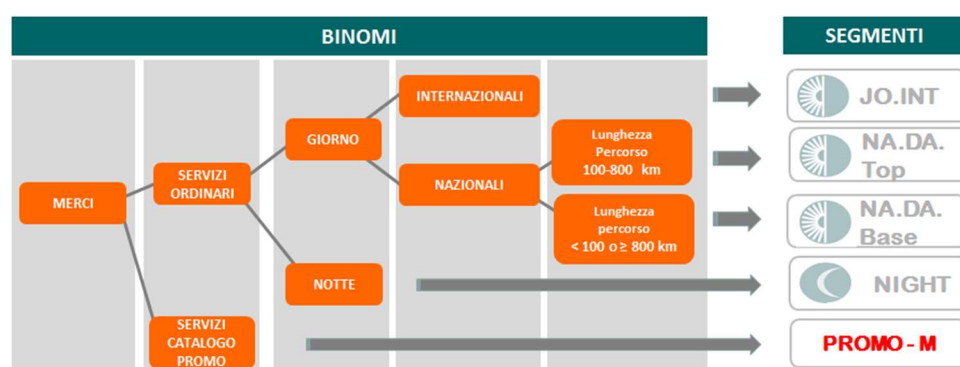 BINOMI
SEGMENTI
INTERNAZIONALI
JO.INT
GIORNO
Lunghezza
Percorso
100-800 km
NA.DA.
Top
SERVIZI
ORDINARI
NAZIONALI
MERCI
Lunghezza
percorso
< 100 o ≥ 800 km
NA.DA.
Base
NOTTE
NIGHT
SERVIZI
CATALOGO
PROMO
PROMO - M